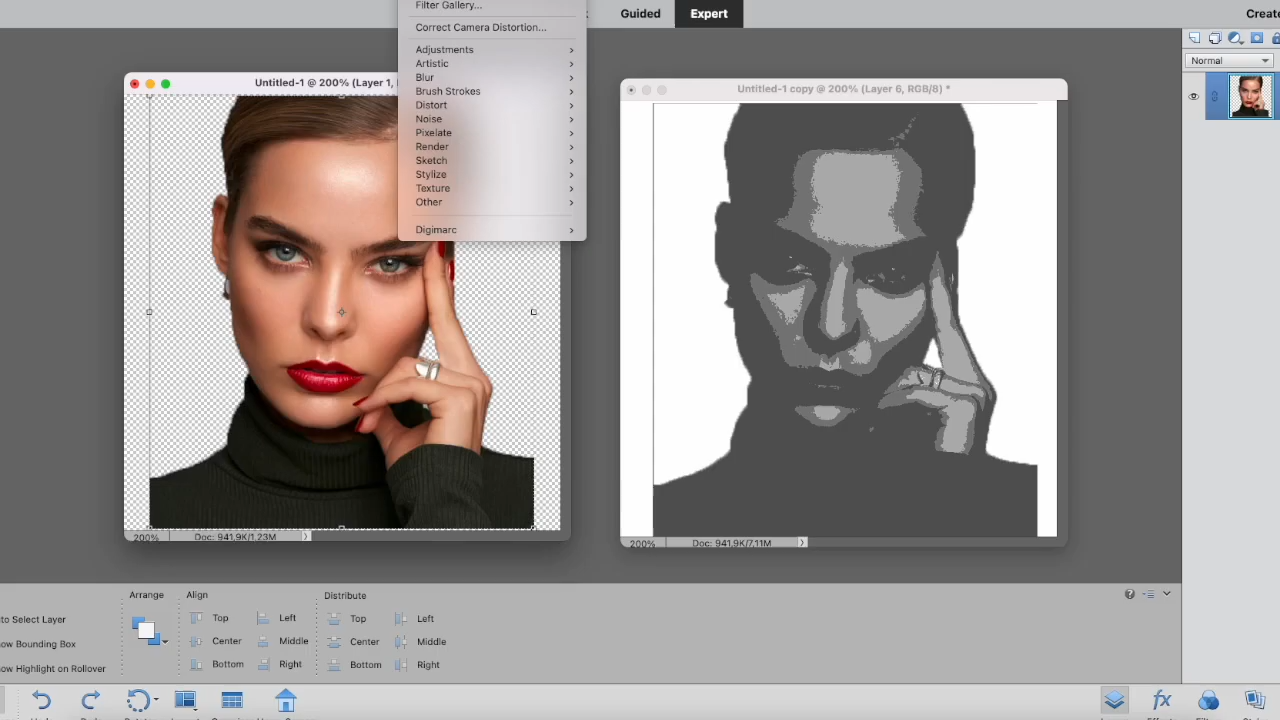 Filter Gallery...
Guided
Expert
Create
Correct Camera Distortion...
Normal
Adjustments
Artistic
Blur
Brush Strokes
Distort
Noise
Pixelate
Render
Sketch
Stylize
Texture
Other
Digimarc
Untitled-1 @ 200% (Layer 1,
Untitled-1 copy @ 200% (Layer 6, RGB/8) *
200%
Doc: 941,9K/1.23M
200%
Doc: 941,9K/7,11M
Arrange
Align
Distribute
to Select Layer
ow Bounding Box
ow Highlight on Rollover
Top
Left
Center
Middle
Bottom
Right
Top
Left
Center
Middle
Bottom
Right
fx